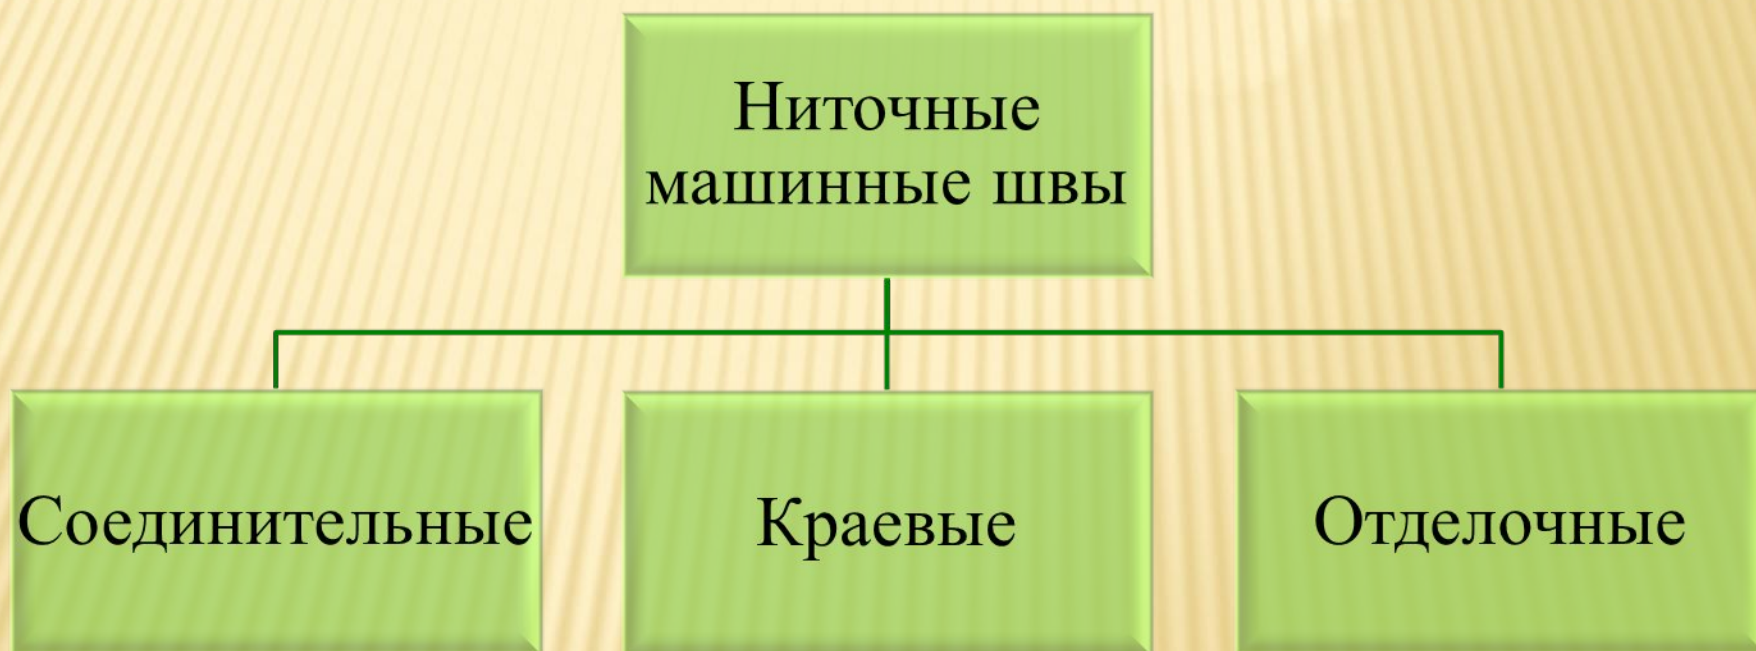 Ниточные
машинные швы
Соединительные
Краевые
Отделочные